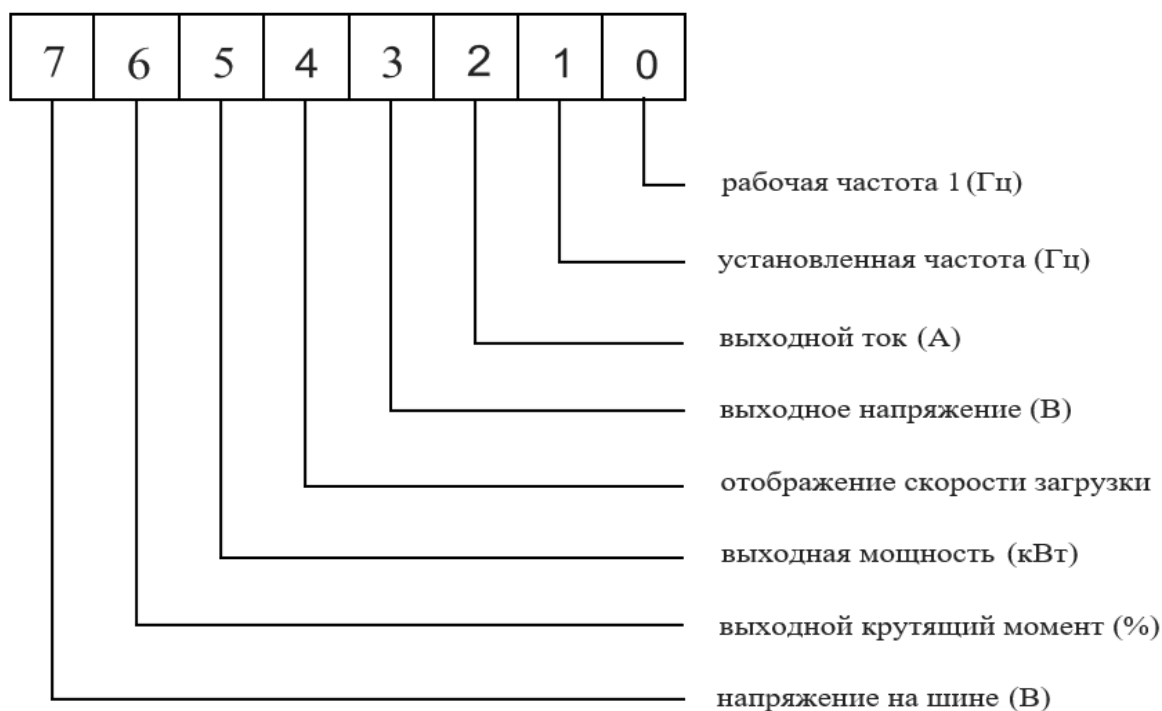 7 6 5 4 3 2 1 0
рабочая частота 1 (Гц)
установленная частота (Гц)
выходной ток (А)
выходное напряжение (В)
отображение скорости загрузки
выходная мощность (кВт)
выходной крутящий момент (%)
напряжение на шине (В)